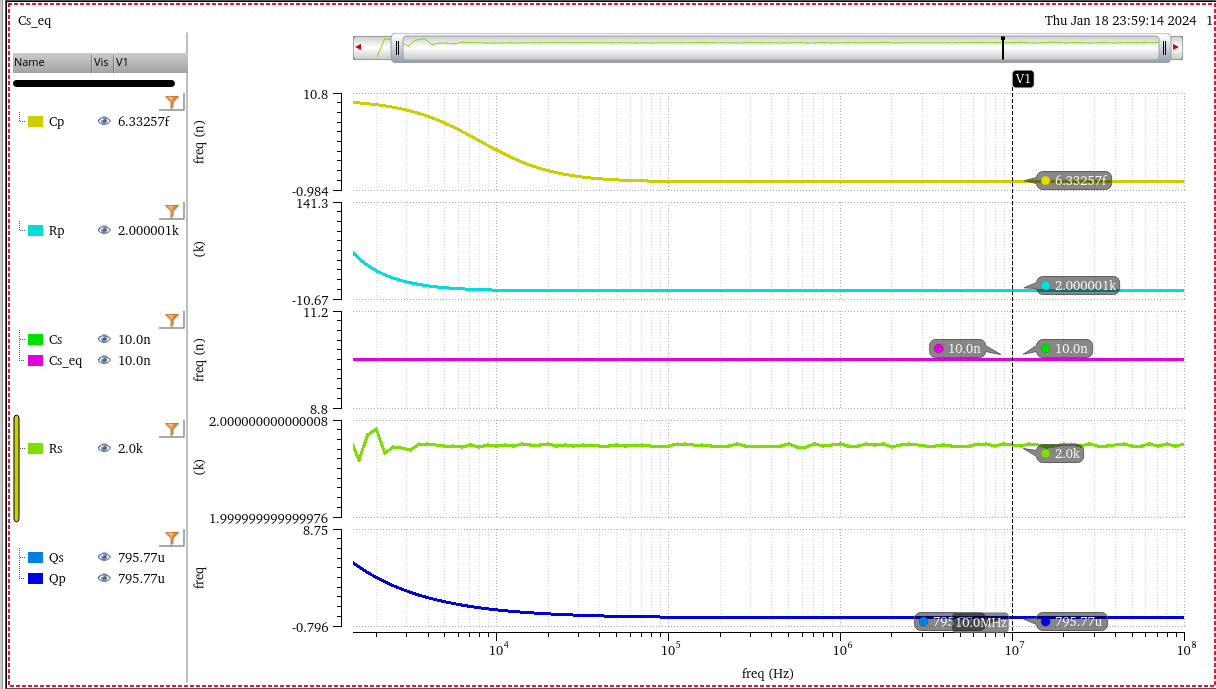 Cs_eq
Thu Jan 18 23:59:14 2024 1
Name Vis V1
V1
Cp 6.33257f
10.8
freq (n)
6.33257f
-0.984
Rp 2.000001k
141.3
(k)
2.000001k
-10.67
11.2
Cs 10.0n
Cs_eq 10.0n
freq (n)
10.0n 10.0n
8.8
2.000000000000008
Rs 2.0k
(k)
2.0k
1.999999999999976
8.75
Qs 795.77u
Qp 795.77u
freq
-0.796
795 10.0MHz 795.77u
10^4 10^5 10^6 10^7 10^8
freq (Hz)